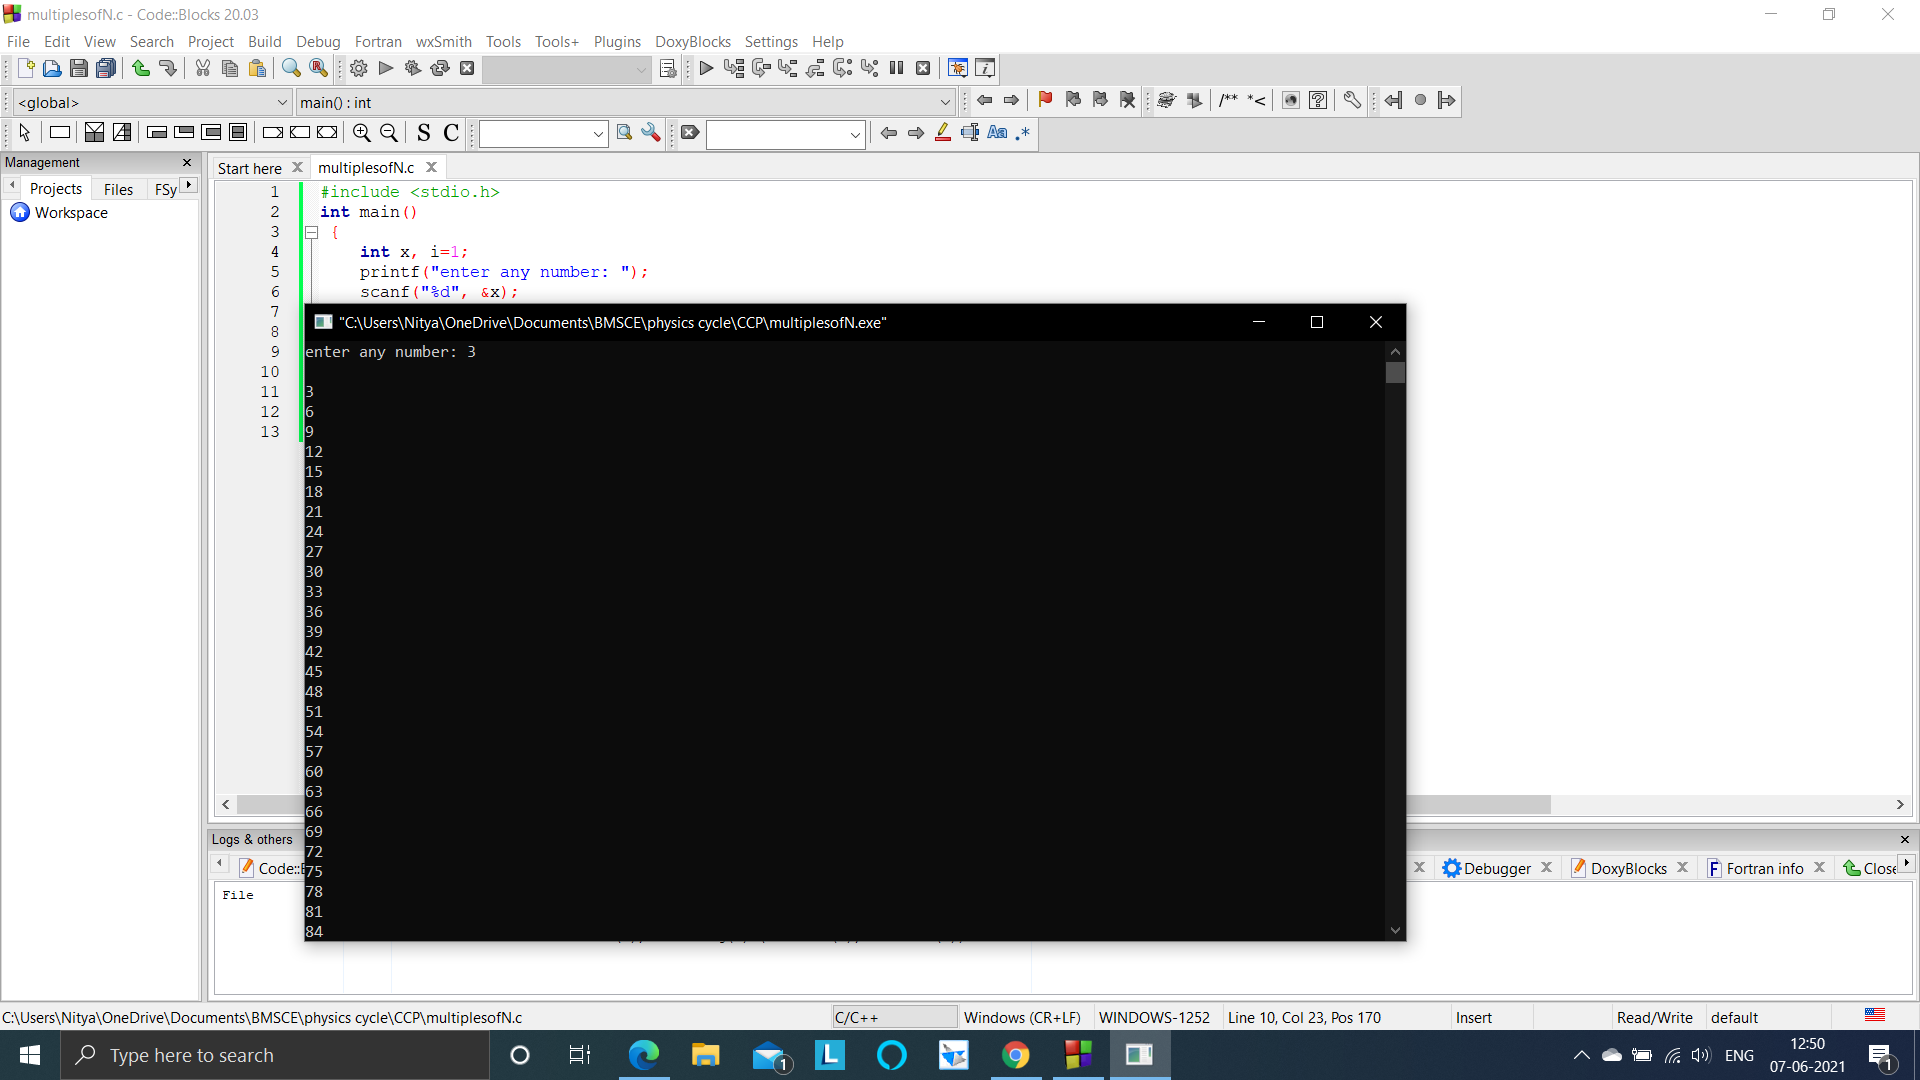 multiplesofN.c - Code::Blocks 20.03
File Edit View Search Project Build Debug Fortran wxSmith Tools Tools+ Plugins DoxyBlocks Settings Help
<global> main() : int
/** *<
S C Aa .*
Management
Start here multiplesofN.c
Projects Files FSy
Workspace
1 #include <stdio.h>
2 int main()
3 {
4 int x, i=1;
5 printf("enter any number: ");
6 scanf("%d", &x);
7
8
9
10
11
12
13
"C:\Users\Nitya\OneDrive\Documents\BMSCE\physics cycle\CCP\multiplesofN.exe"
enter any number: 3
3
6
9
12
15
18
21
24
27
30
33
36
39
42
45
48
51
54
57
60
63
66
69
72
75
78
81
84
Logs & others
Code::B Debugger DoxyBlocks Fortran info Close
File
C:\Users\Nitya\OneDrive\Documents\BMSCE\physics cycle\CCP\multiplesofN.c C/C++ Windows (CR+LF) WINDOWS-1252 Line 10, Col 23, Pos 170 Insert Read/Write default
Type here to search
1
L
ENG
12:50
07-06-2021
1